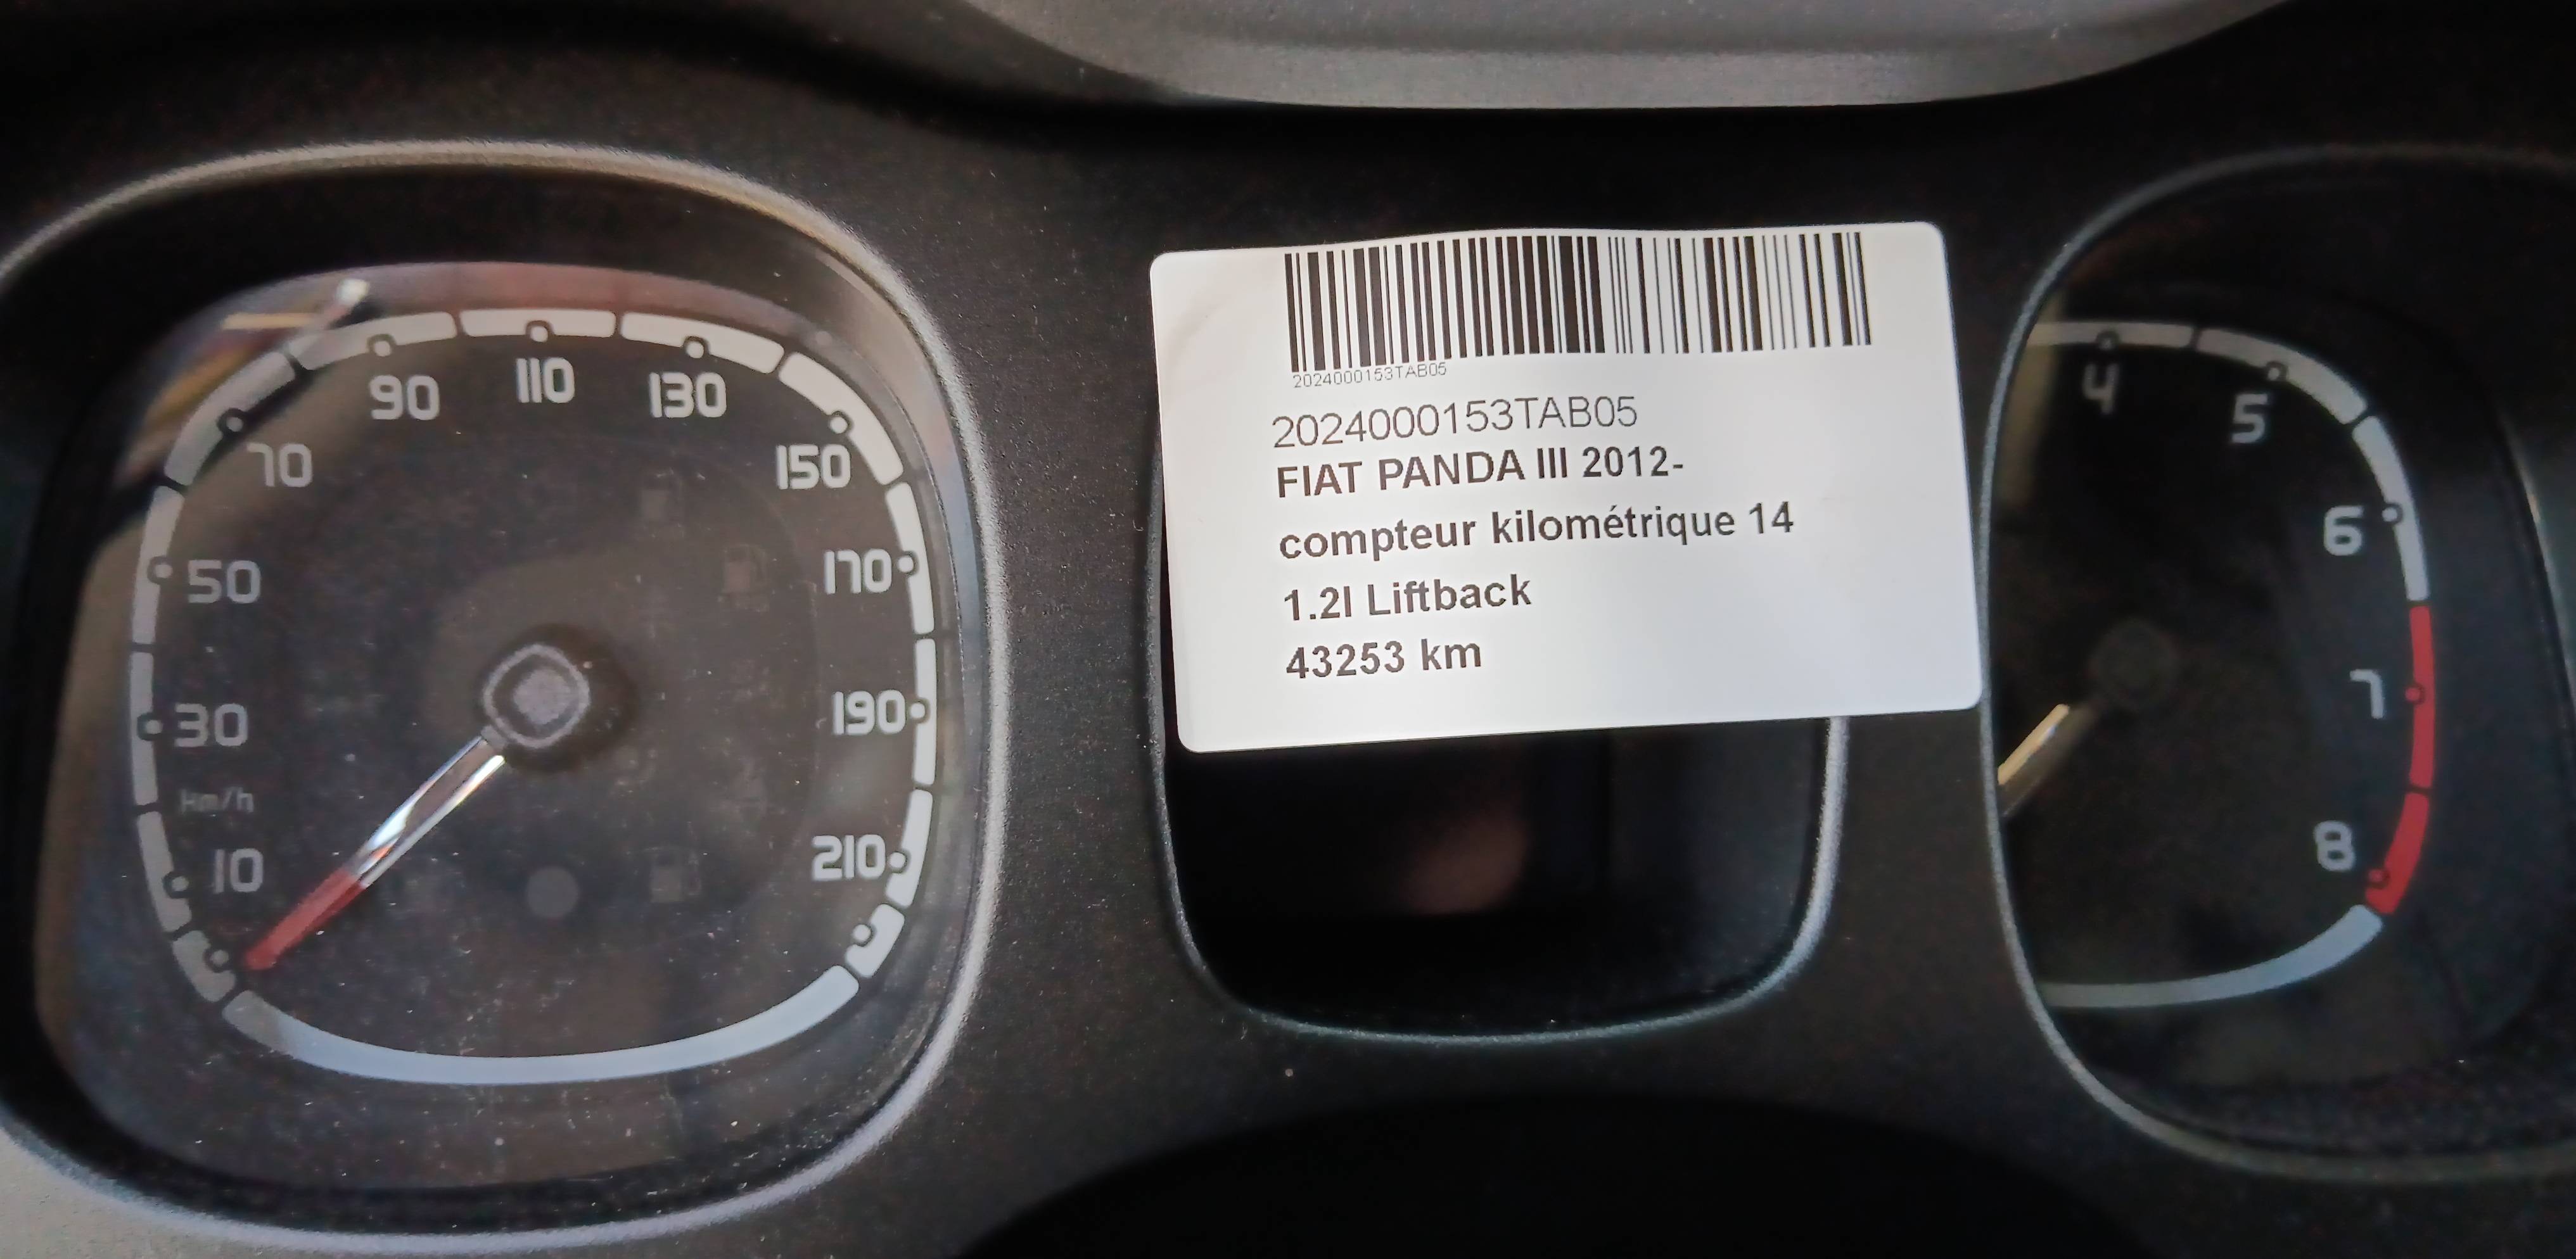 90 110 130
70 150
50 170
30 190
Km/h
10 210
2024000153TAB05
2024000153TAB05
FIAT PANDA III 2012-
compteur kilométrique 14
1.2l Liftback
43253 km
4
5
6
7
8